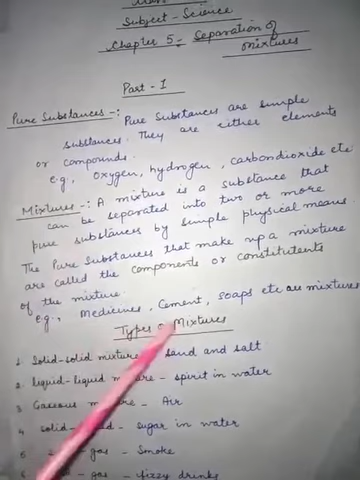 Subject - Science
Chapter 5 - Separation of
Mixtures
Part - I
Pure Substances -: Pure Substances are simple
substances. They are either elements
or compounds.
e.g., Oxygen, hydrogen, carbondioxide etc
Mixtures -: A mixture is a substance that
can be separated into two or more
pure substances by simple physical means.
The Pure Substances that make up a mixture
are called the components or constitutents
of the mixture.
e.g., Medicines, Cement, soaps etc are mixtures
Types Mixtures
1. Solid-solid mixture Sand and salt
2. liquid-liquid - spirit in water
3 Gaseous - Air
4 solid- - sugar in water
5 - gas - Smoke
6 - gas - fizzy drinks